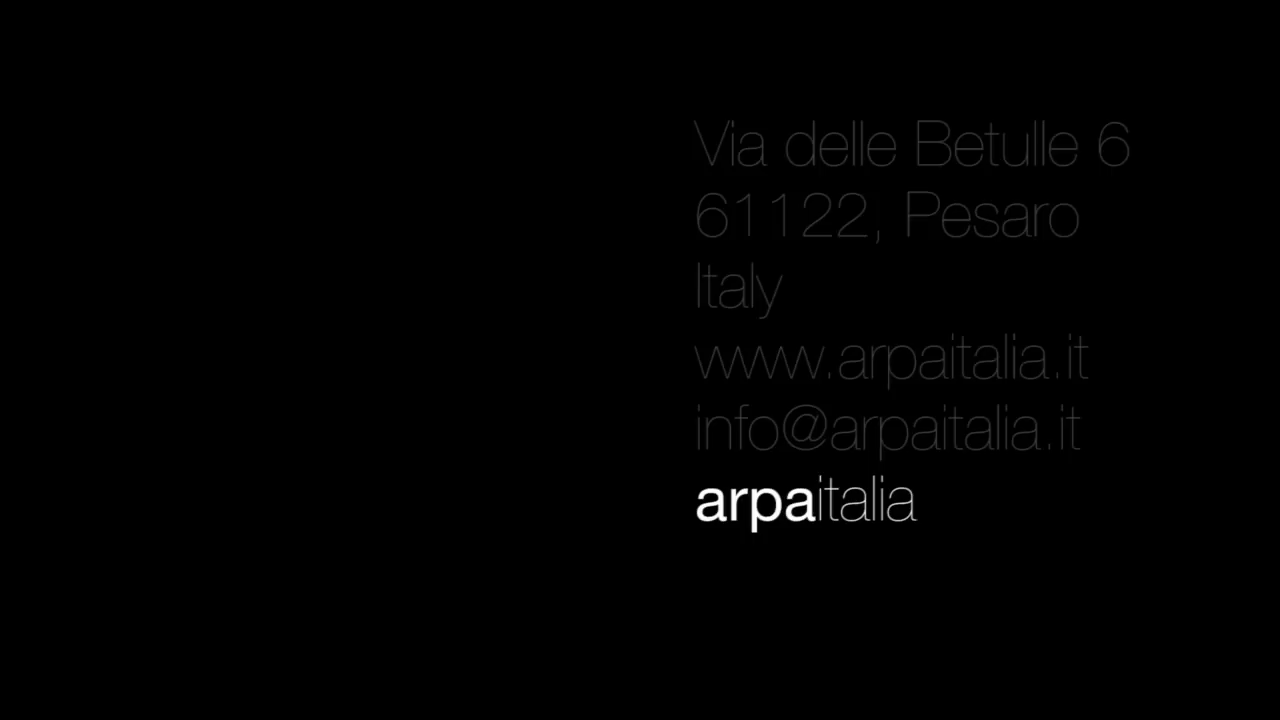 Via delle Betulle 6
61122, Pesaro
Italy
www.arpaitalia.it
info@arpaitalia.it
arpaitalia